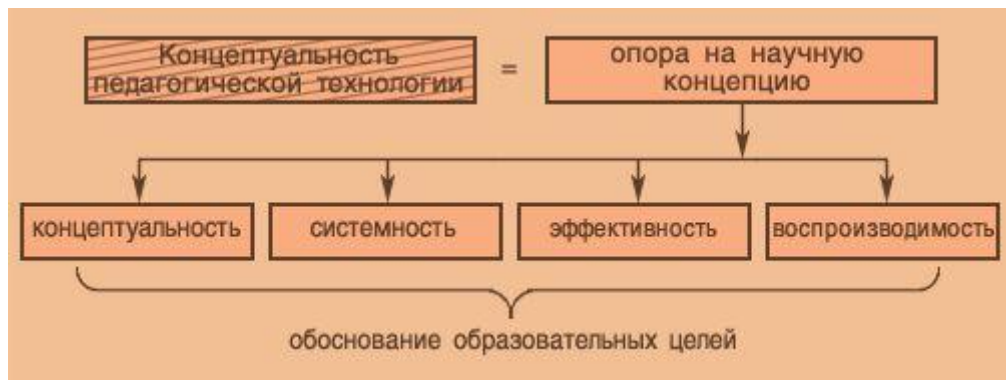 Концептуальность
педагогической технологии
=
опора на научную
концепцию
концептуальность
системность
эффективность
воспроизводимость
обоснование образовательных целей